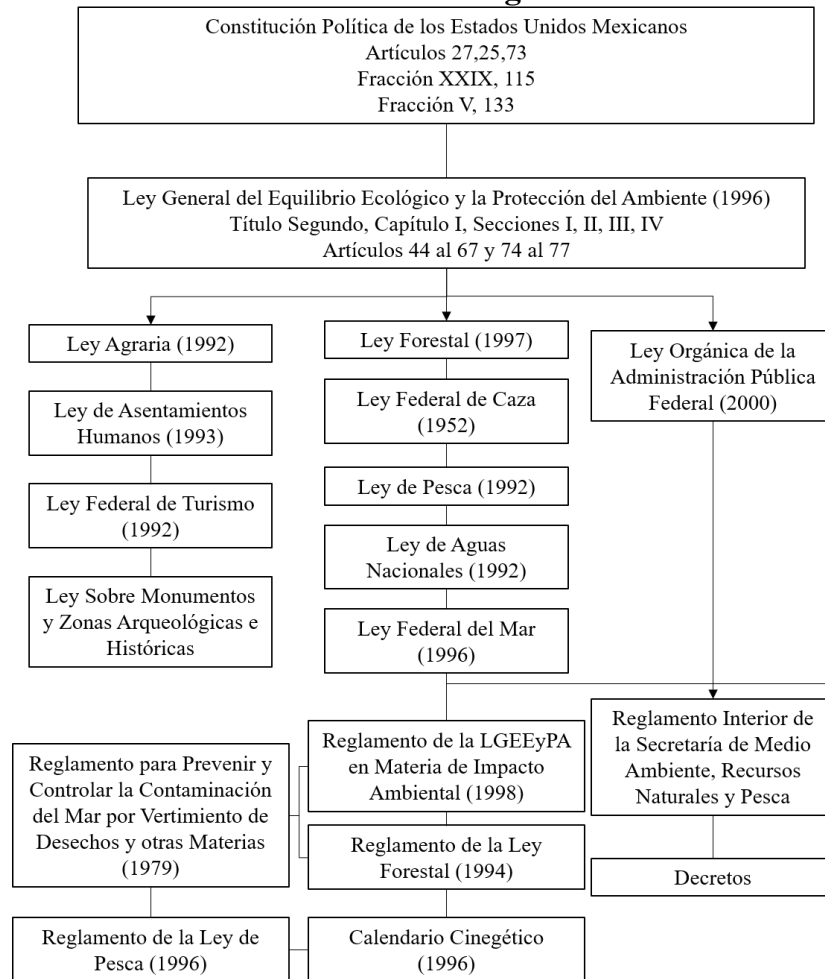 Constitución Política de los Estados Unidos Mexicanos
Artículos 27,25,73
Fracción XXIX, 115
Fracción V, 133
Ley General del Equilibrio Ecológico y la Protección del Ambiente (1996)
Título Segundo, Capítulo I, Secciones I, II, III, IV
Artículos 44 al 67 y 74 al 77
Ley Agraria (1992)
Ley de Asentamientos
Humanos (1993)
Ley Federal de Turismo
(1992)
Ley Sobre Monumentos
y Zonas Arqueológicas e
Históricas
Ley Forestal (1997)
Ley Federal de Caza
(1952)
Ley de Pesca (1992)
Ley de Aguas
Nacionales (1992)
Ley Federal del Mar
(1996)
Ley Orgánica de la
Administración Pública
Federal (2000)
Reglamento para Prevenir y
Controlar la Contaminación
del Mar por Vertimiento de
Desechos y otras Materias
(1979)
Reglamento de la Ley de
Pesca (1996)
Reglamento de la LGEEyPA
en Materia de Impacto
Ambiental (1998)
Reglamento de la Ley
Forestal (1994)
Calendario Cinegético
(1996)
Reglamento Interior de
la Secretaría de Medio
Ambiente, Recursos
Naturales y Pesca
Decretos